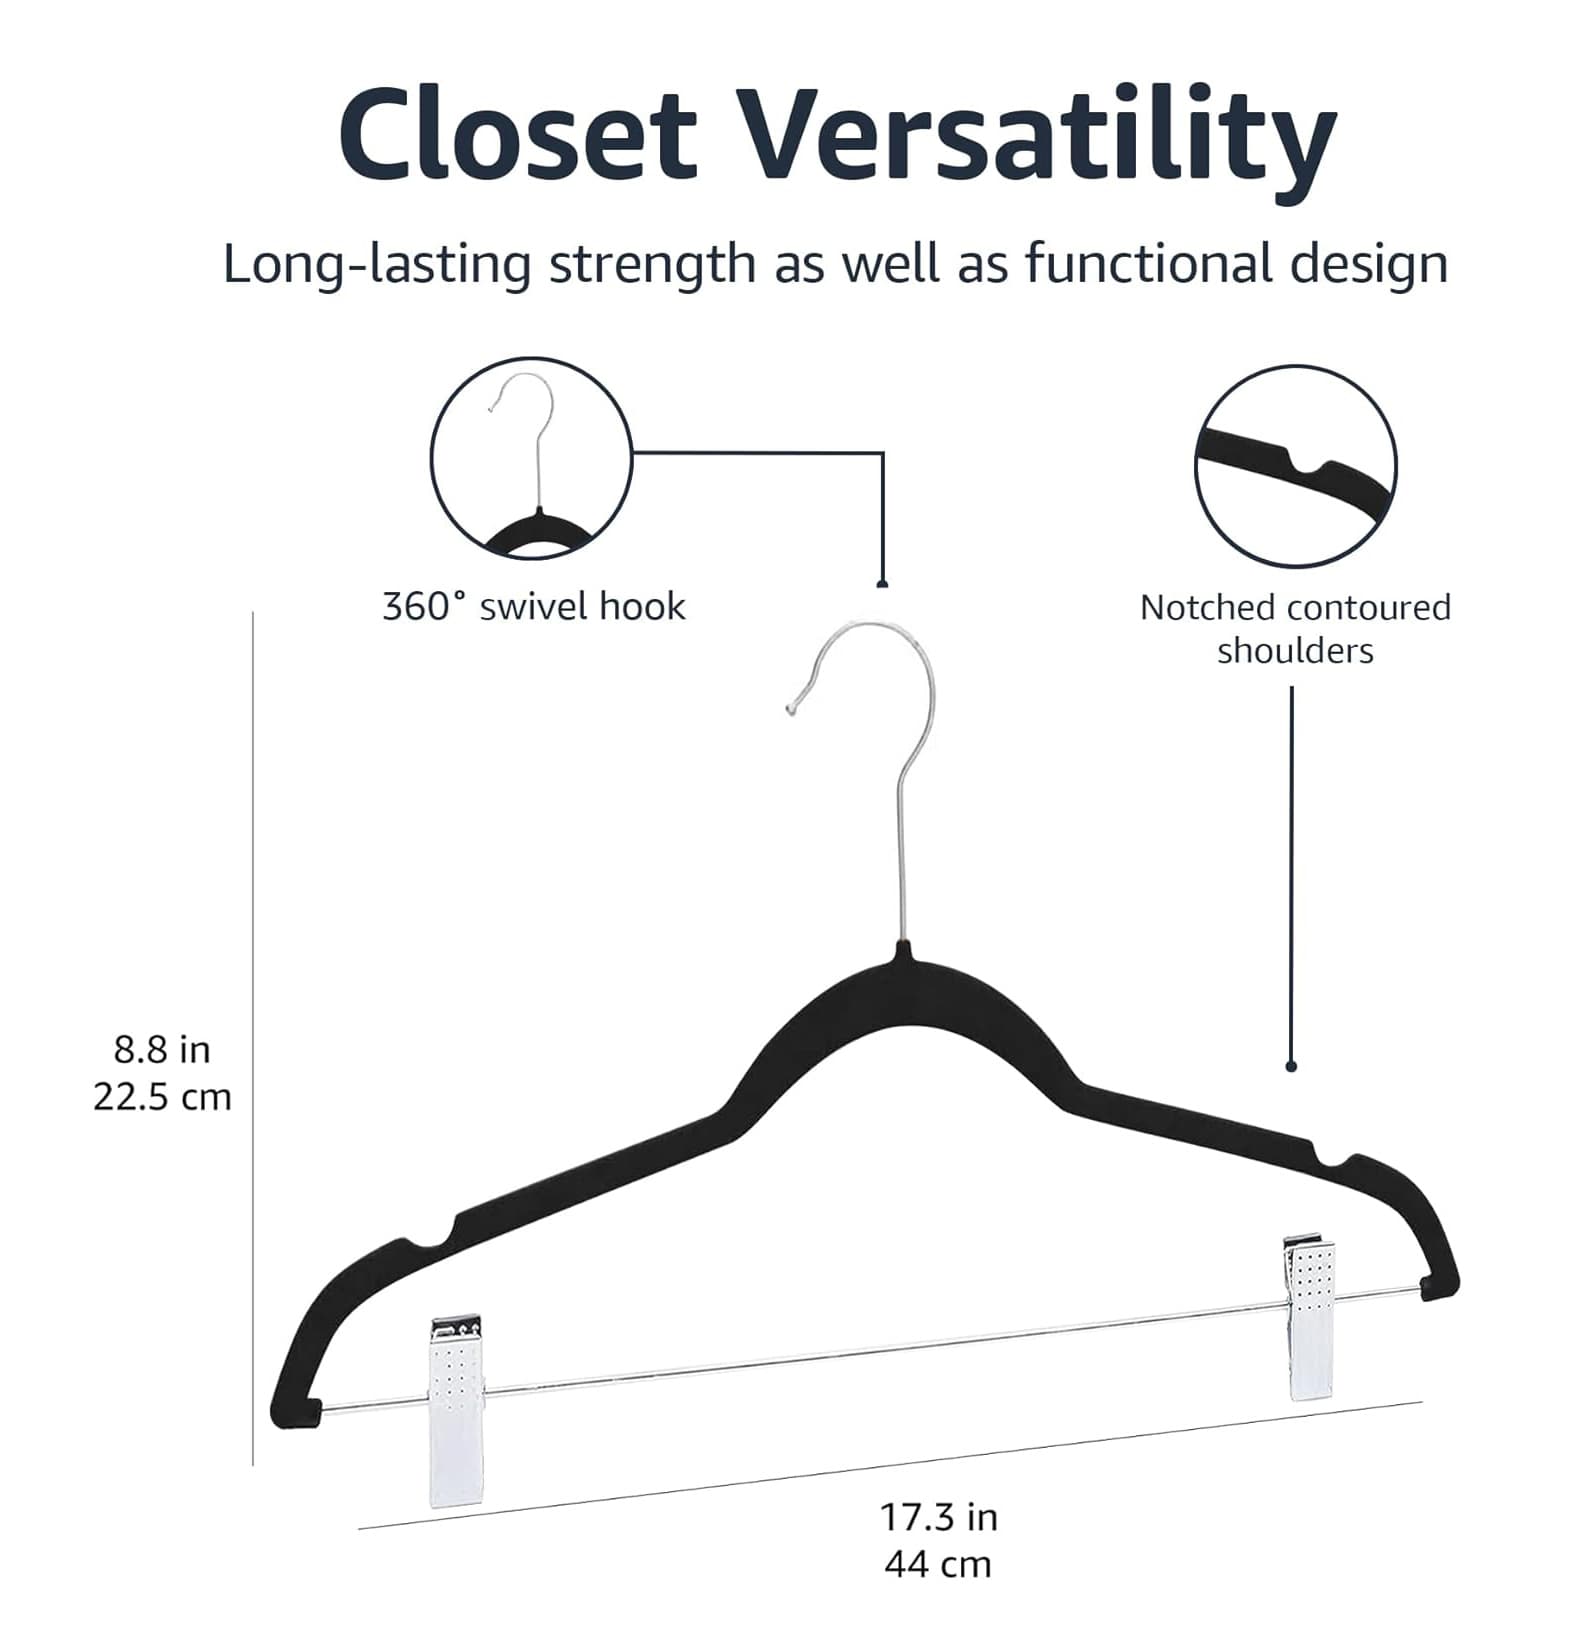 Closet Versatility
Long-lasting strength as well as functional design
360° swivel hook
Notched contoured
shoulders
8.8 in
22.5 cm
17.3 in
44 cm